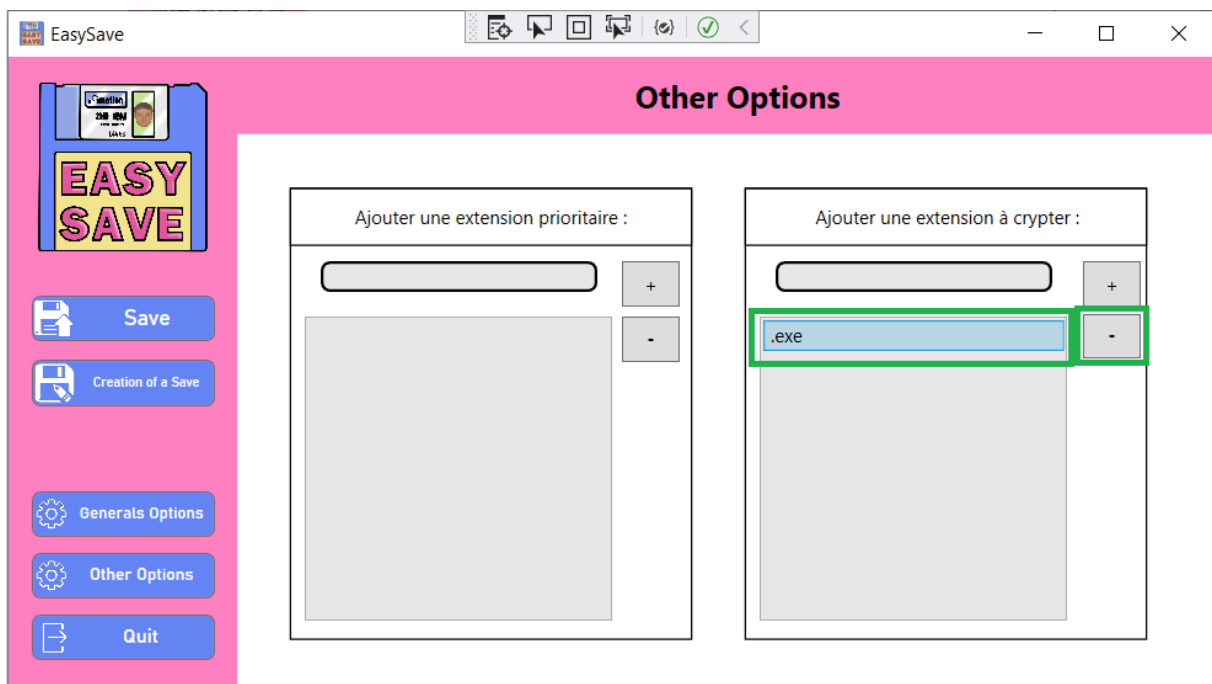 EasySave
Other Options
EASY
SAVE
Save
Creation of a Save
Generals Options
Other Options
Quit
Ajouter une extension prioritaire :
+
-
Ajouter une extension à crypter :
+
.exe
-